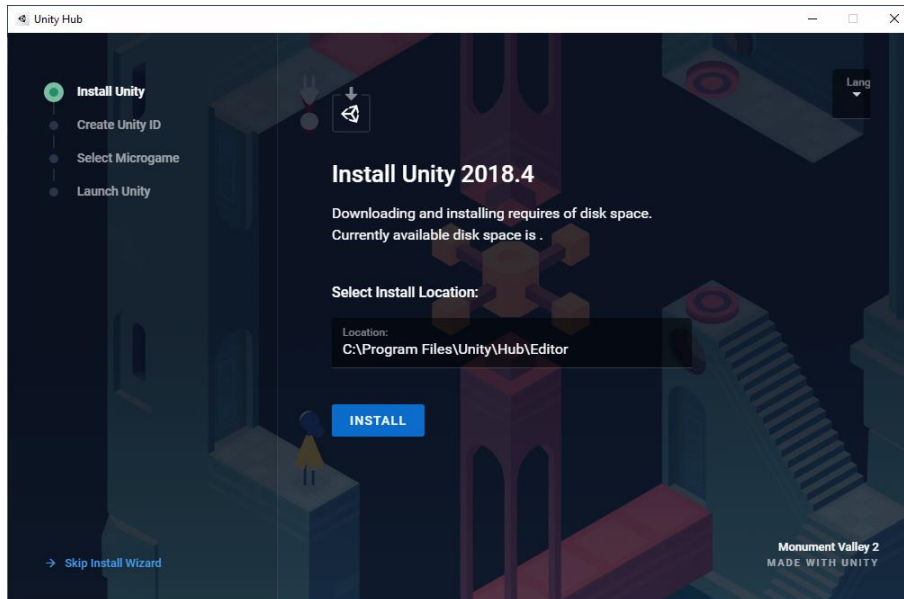 Unity Hub
Install Unity
Create Unity ID
Select Microgame
Launch Unity
Lang
Install Unity 2018.4
Downloading and installing requires of disk space.
Currently available disk space is .
Select Install Location:
Location:
C:\Program Files\Unity\Hub\Editor
INSTALL
Skip Install Wizard
Monument Valley 2
MADE WITH UNITY